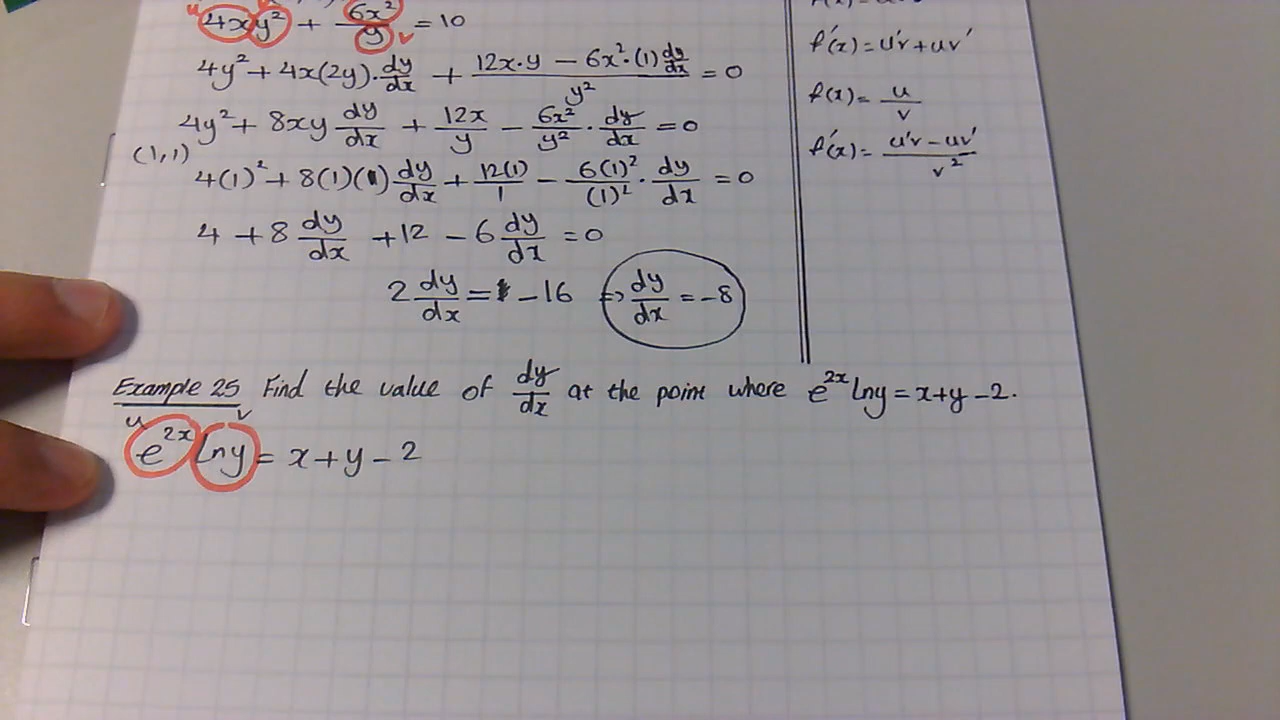 u 4xy² + 6x²/y v = 10
4y² + 4x(2y)·dy/dx + (12x·y − 6x²·(1)dy/dx)/y² = 0
4y² + 8xy dy/dx + 12x/y − 6x²/y² · dy/dx = 0
(1,1)
4(1)² + 8(1)(1) dy/dx + 12(1)/1 − 6(1)²/(1)² · dy/dx = 0
4 + 8 dy/dx + 12 − 6 dy/dx = 0
2 dy/dx = −16 ⇒ dy/dx = −8
f'(x) = u'v + uv'
f(x) = u/v
f'(x) = (u'v − uv')/v²
Example 25 Find the value of dy/dx at the point where e²ˣ lny = x+y−2.
u v
e²ˣ lny = x + y − 2